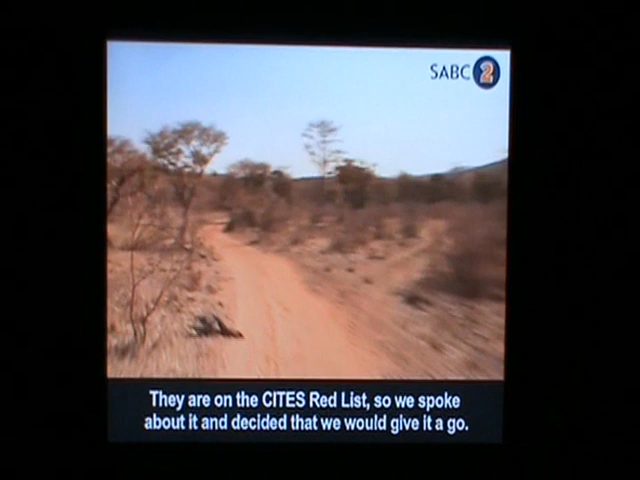 SABC 2
They are on the CITES Red List, so we spoke
about it and decided that we would give it a go.